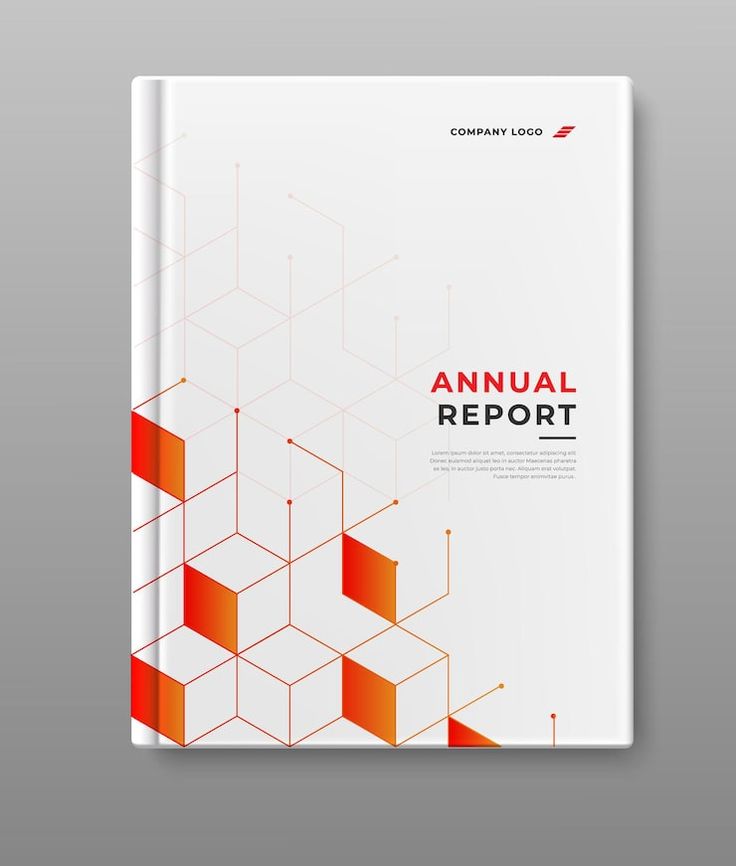 COMPANY LOGO
ANNUAL
REPORT
Lorem ipsum dolor sit amet, consectetur adipiscing elit.
Donec euismod aliquet leo in auctor Maecenas pharetra
ex leo, in auctor justo porta nec. Aliquam erat volutpat.
Fusce tempor animvitae purus.